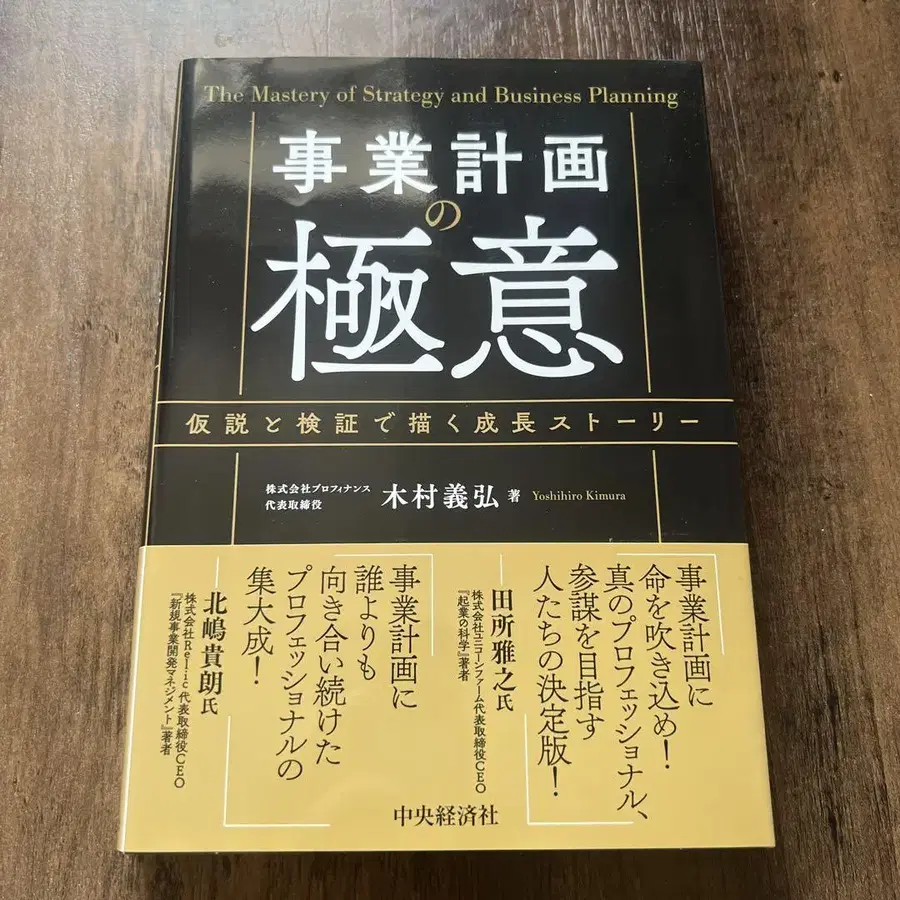 The Mastery of Strategy and Business Planning
事業計画
の
極意
仮説と検証で描く成長ストーリー
株式会社プロフィナンス
代表取締役
木村義弘 著 Yoshihiro Kimura
事業計画に
命を吹き込め！
真のプロフェッショナル、
参謀を目指す
人たちの決定版！
田所雅之氏
株式会社ユニコーンファーム代表取締役CEO
『起業の科学』著者
事業計画に
誰よりも
向き合い続けた
プロフェッショナルの
集大成！
北嶋貴朗氏
株式会社Relic代表取締役CEO
『新規事業開発マネジメント』著者
中央経済社